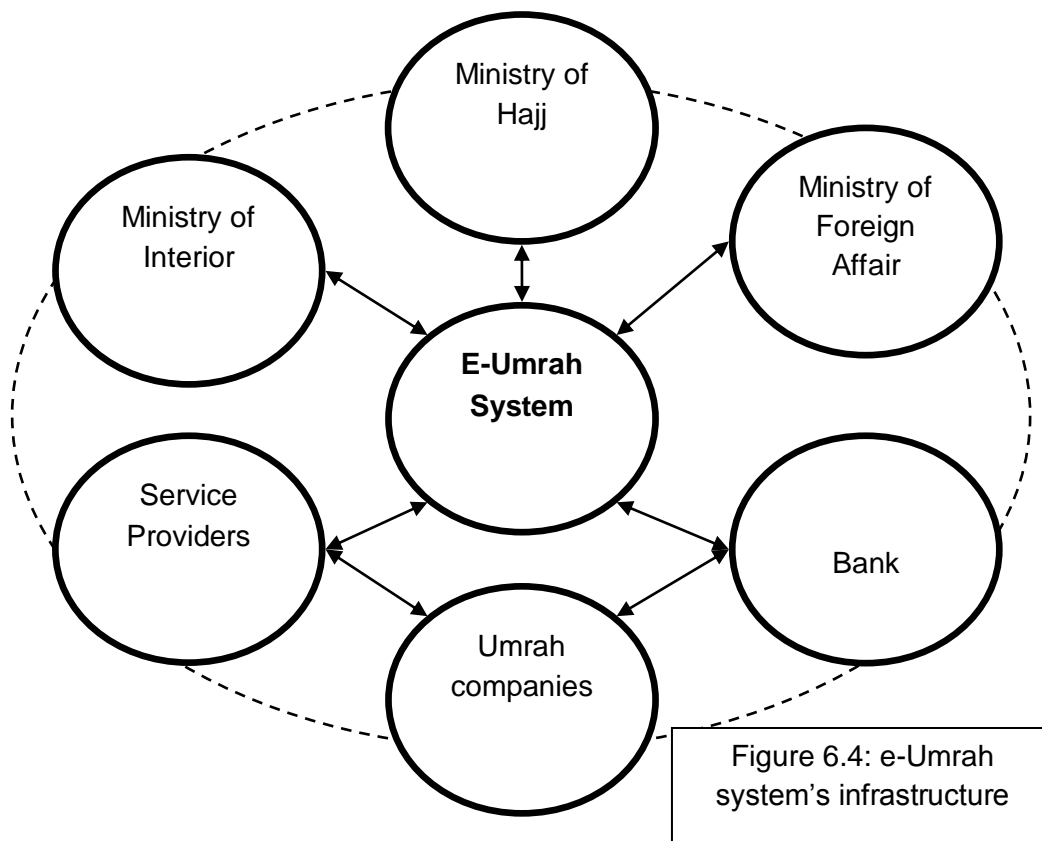 Ministry of
Hajj
Ministry of
Interior
Ministry of
Foreign
Affair
E-Umrah
System
Service
Providers
Bank
Umrah
companies
Figure 6.4: e-Umrah
system’s infrastructure